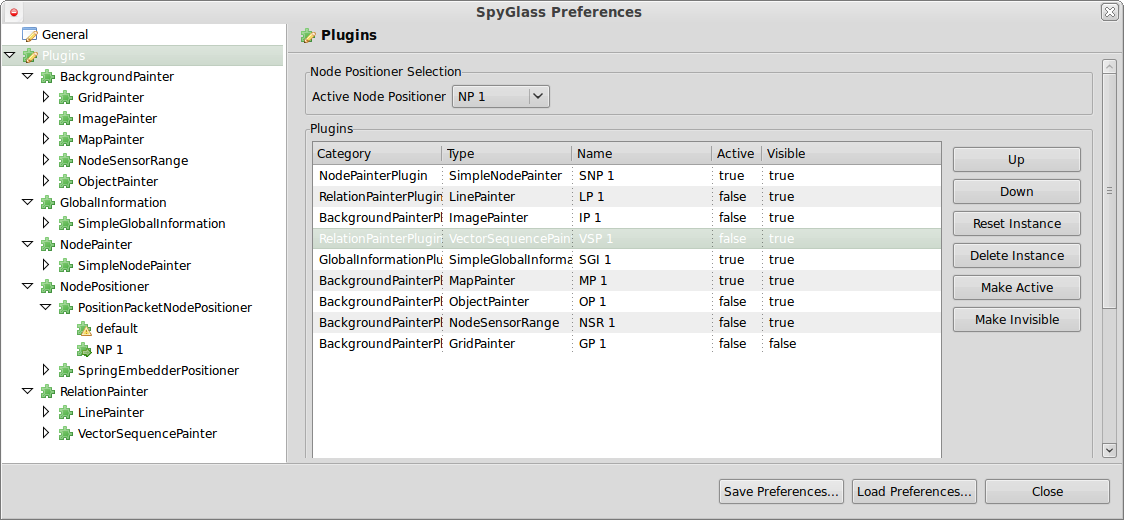 SpyGlass Preferences
General
Plugins
BackgroundPainter
GridPainter
ImagePainter
MapPainter
NodeSensorRange
ObjectPainter
GlobalInformation
SimpleGlobalInformation
NodePainter
SimpleNodePainter
NodePositioner
PositionPacketNodePositioner
default
NP 1
SpringEmbedderPositioner
RelationPainter
LinePainter
VectorSequencePainter
Plugins
Node Positioner Selection
Active Node Positioner NP 1
Plugins
Category Type Name Active Visible
NodePainterPlugin SimpleNodePainter SNP 1 true true
RelationPainterPlugin LinePainter LP 1 false true
BackgroundPainterPl ImagePainter IP 1 false true
RelationPainterPlugin VectorSequencePain VSP 1 false true
GlobalInformationPlu SimpleGlobalInforma SGI 1 true true
BackgroundPainterPl MapPainter MP 1 true true
BackgroundPainterPl ObjectPainter OP 1 false true
BackgroundPainterPl NodeSensorRange NSR 1 false true
BackgroundPainterPl GridPainter GP 1 false false
Up
Down
Reset Instance
Delete Instance
Make Active
Make Invisible
Save Preferences... Load Preferences... Close